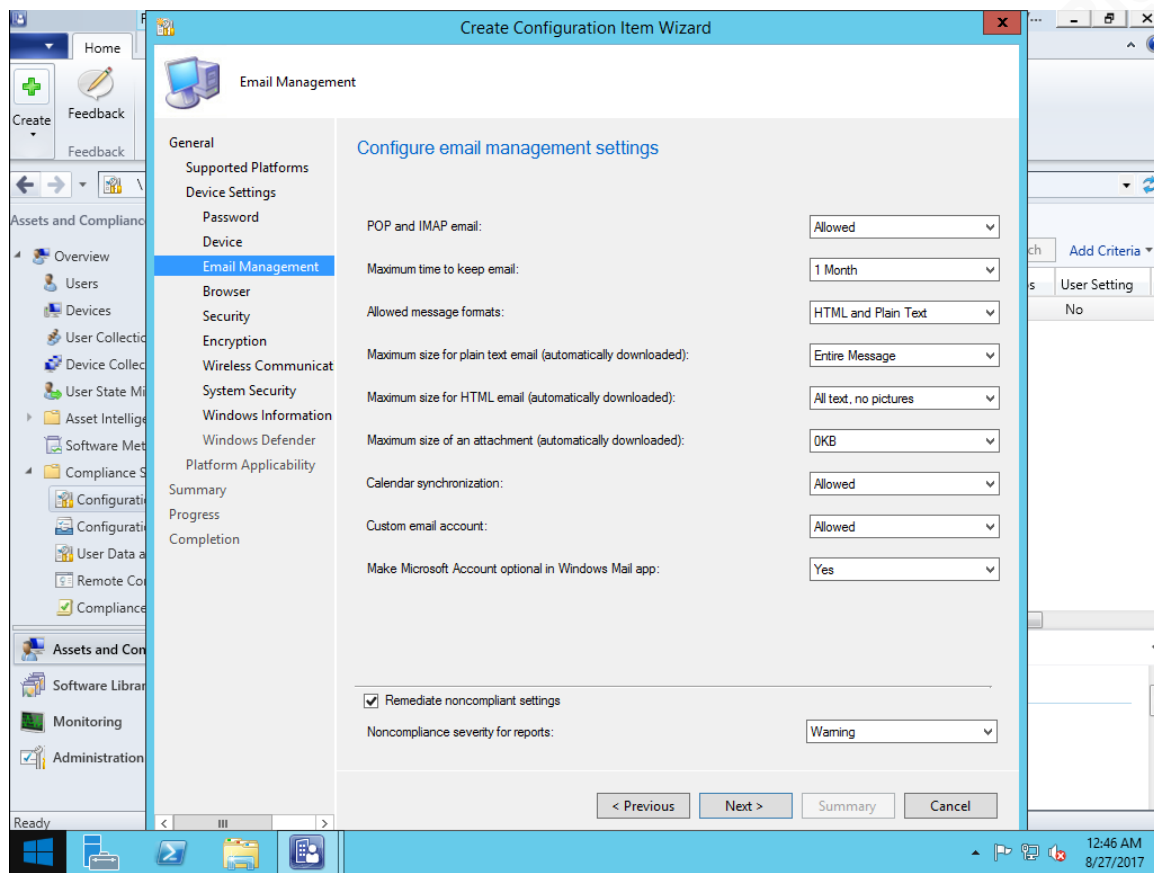 Create Configuration Item Wizard
Home
Create
Feedback
Feedback
Email Management
General
Supported Platforms
Device Settings
Password
Device
Email Management
Browser
Security
Encryption
Wireless Communicat
System Security
Windows Information
Windows Defender
Platform Applicability
Summary
Progress
Completion
Configure email management settings
POP and IMAP email: Allowed
Maximum time to keep email: 1 Month
Allowed message formats: HTML and Plain Text
Maximum size for plain text email (automatically downloaded): Entire Message
Maximum size for HTML email (automatically downloaded): All text, no pictures
Maximum size of an attachment (automatically downloaded): 0KB
Calendar synchronization: Allowed
Custom email account: Allowed
Make Microsoft Account optional in Windows Mail app: Yes
Remediate noncompliant settings
Noncompliance severity for reports: Warning
< Previous Next > Summary Cancel
\
Assets and Complianc
Overview
Users
Devices
User Collectic
Device Collec
User State Mi
Asset Intellige
Software Met
Compliance S
Configurati
Configurati
User Data a
Remote Co
Compliance
Assets and Con
Software Librar
Monitoring
Administration
Ready
ch Add Criteria
s User Setting
No
12:46 AM
8/27/2017